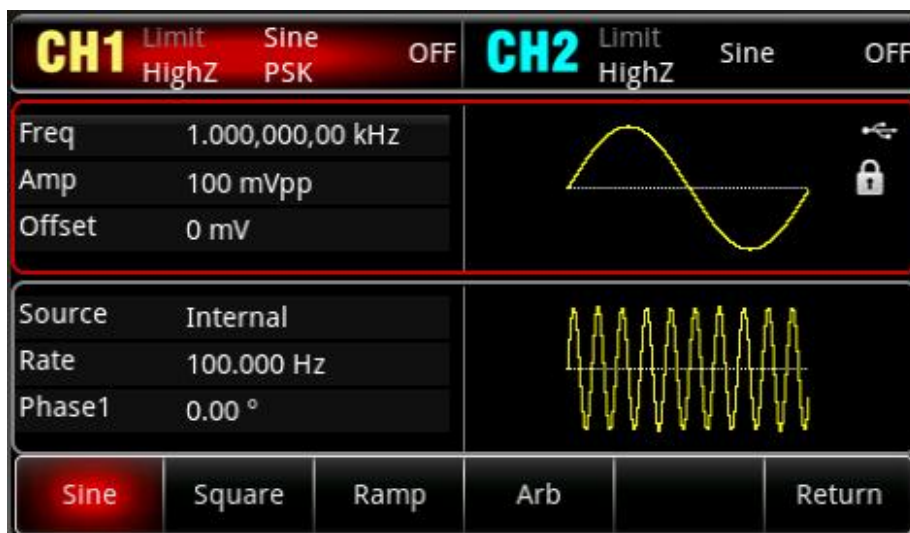 CH1 Limit Sine OFF CH2 Limit Sine OFF
HighZ PSK HighZ
Freq 1.000,000,00 kHz
Amp 100 mVpp
Offset 0 mV
Source Internal
Rate 100.000 Hz
Phase1 0.00 °
Sine Square Ramp Arb Return